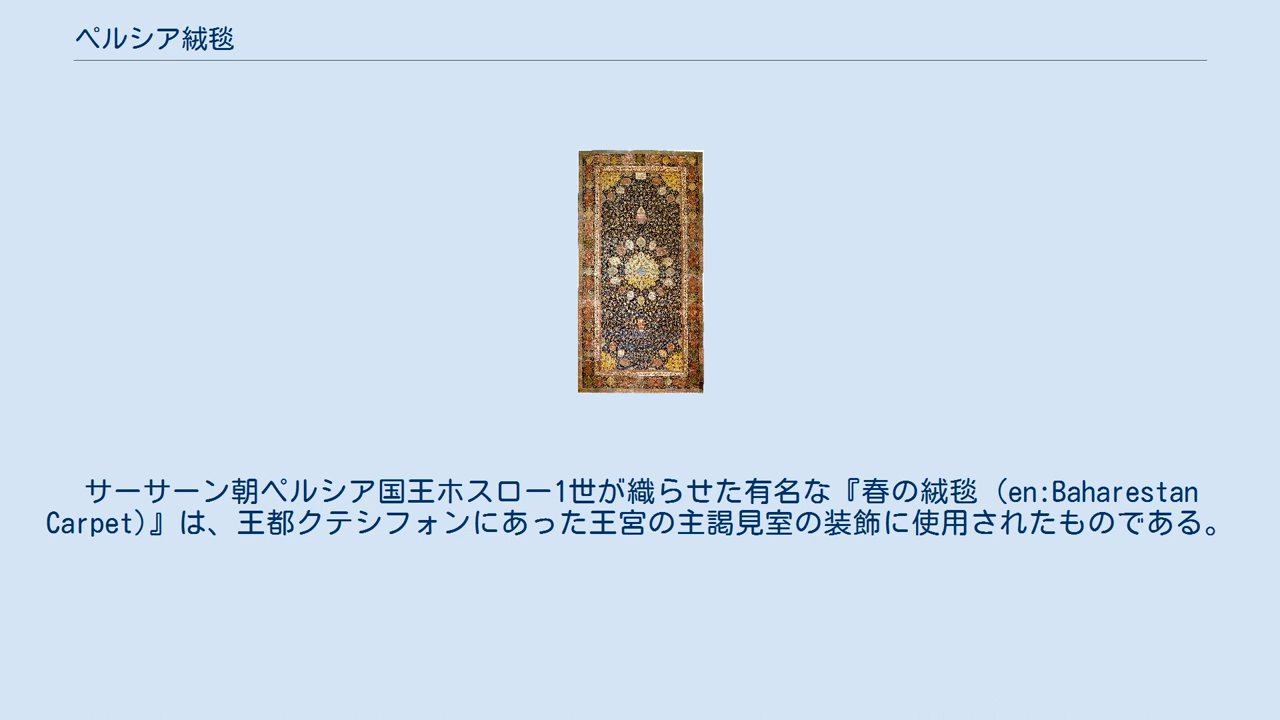 ペルシア絨毯
サーサーン朝ペルシア国王ホスロー1世が織らせた有名な『春の絨毯（en:Baharestan
Carpet)』は、王都クテシフォンにあった王宮の主謁見室の装飾に使用されたものである。